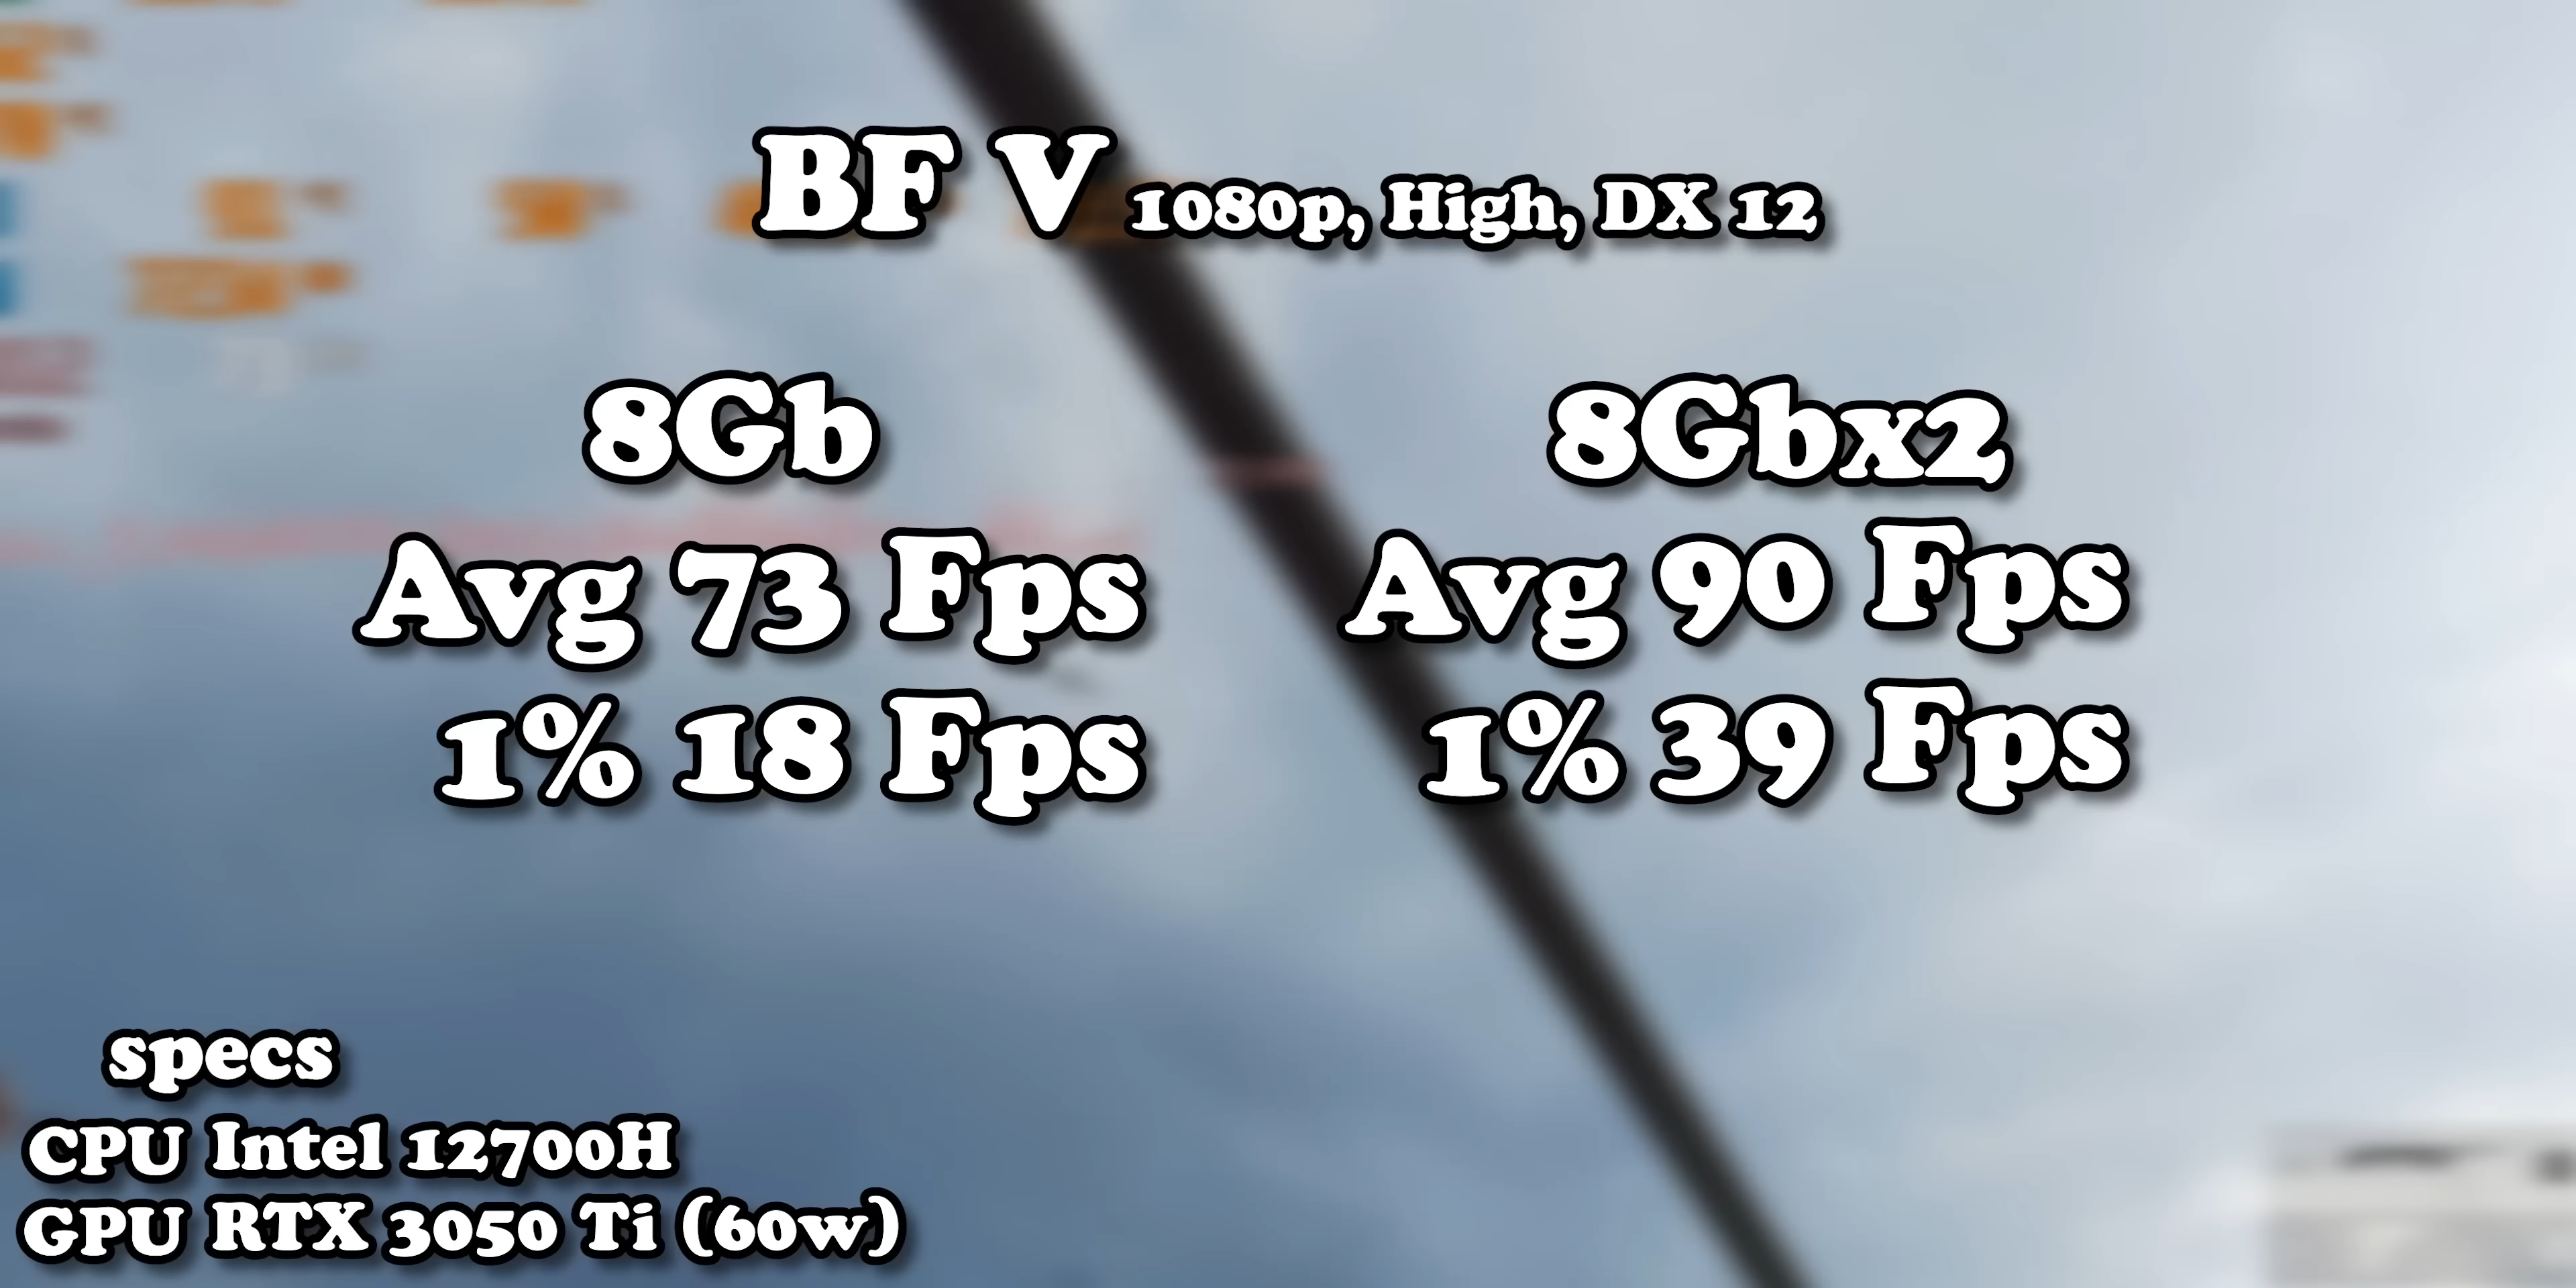 BF V 1080p, High, DX 12
8Gb
Avg 73 Fps
1% 18 Fps
8Gbx2
Avg 90 Fps
1% 39 Fps
specs
CPU Intel 12700H
GPU RTX 3050 Ti (60w)